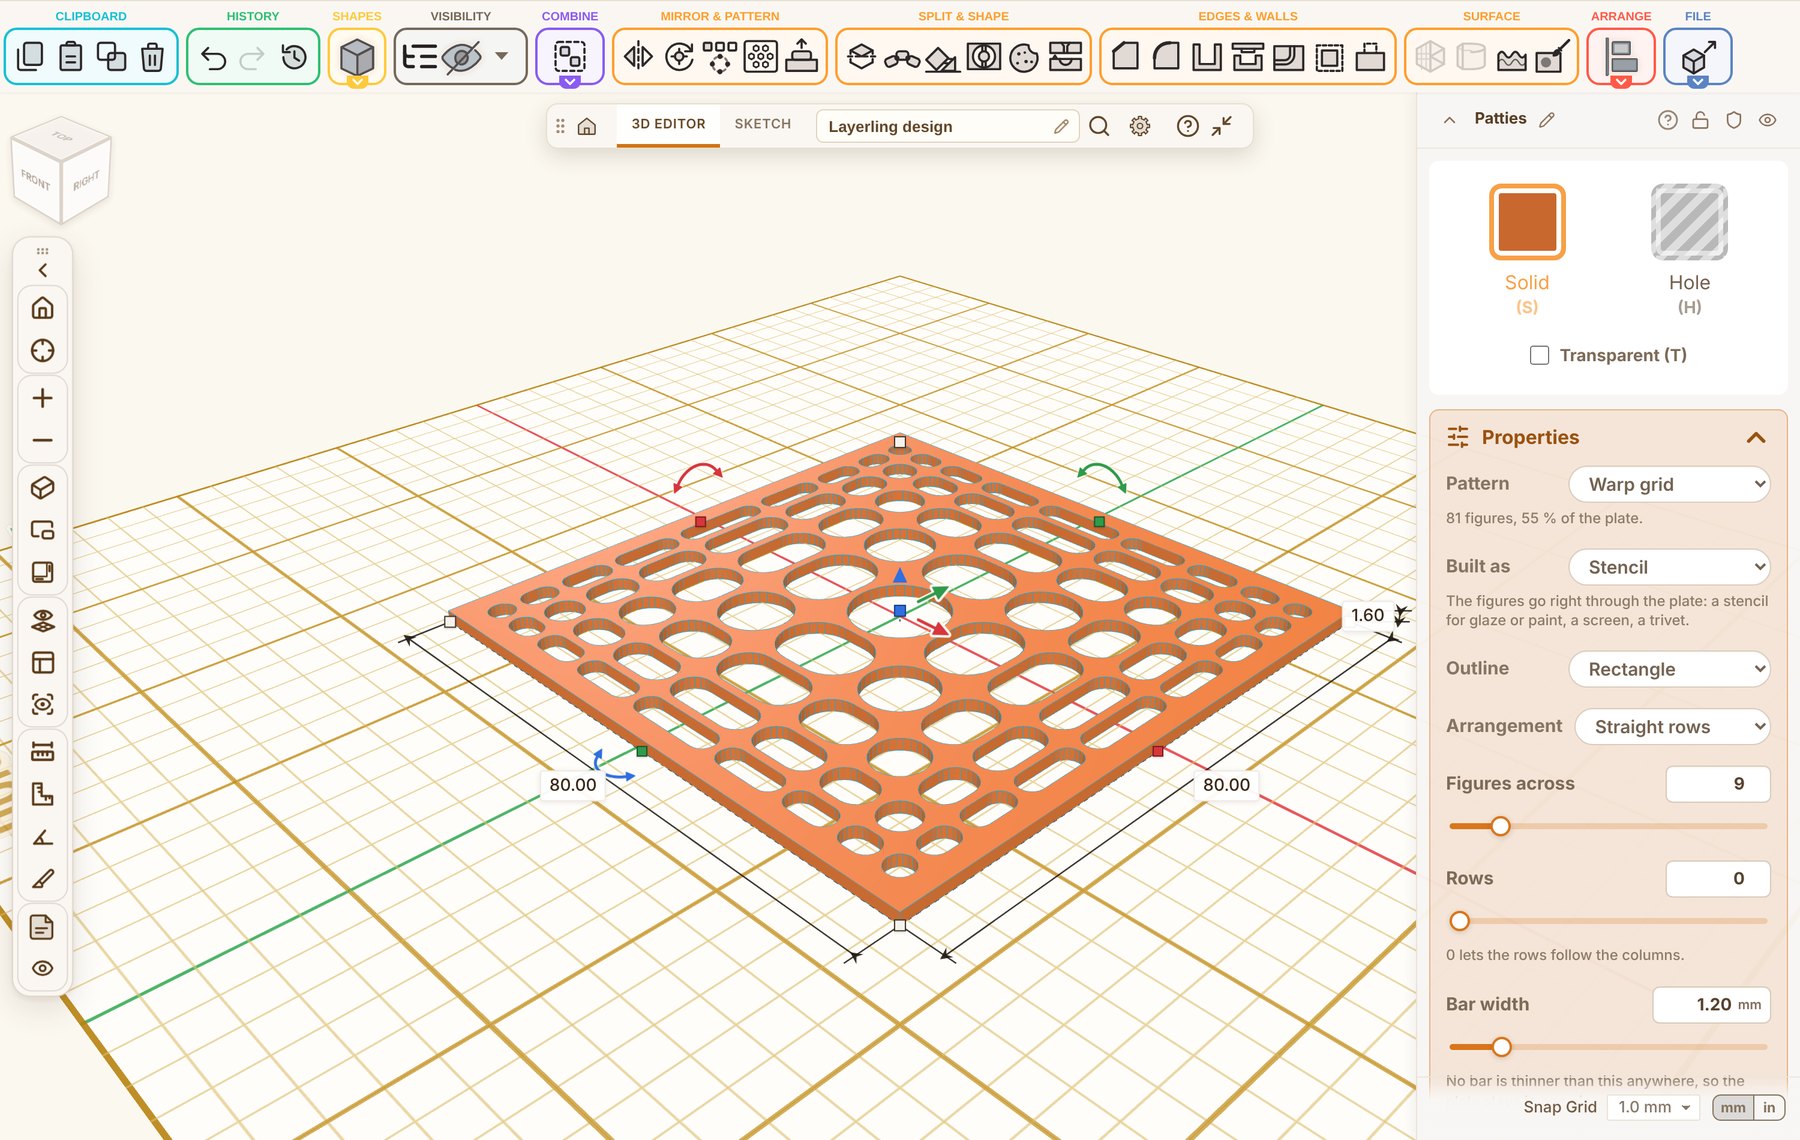 CLIPBOARD
HISTORY
SHAPES
VISIBILITY
COMBINE
MIRROR & PATTERN
SPLIT & SHAPE
EDGES & WALLS
SURFACE
ARRANGE
FILE
TOP
FRONT
RIGHT
3D EDITOR
SKETCH
Layerling design
Patties
Solid
(S)
Hole
(H)
Transparent (T)
Properties
Pattern
Warp grid
81 figures, 55 % of the plate.
Built as
Stencil
The figures go right through the plate: a stencil
for glaze or paint, a screen, a trivet.
Outline
Rectangle
Arrangement
Straight rows
Figures across
9
Rows
0
0 lets the rows follow the columns.
Bar width
1.20 mm
No bar is thinner than this anywhere, so the
Snap Grid
1.0 mm
mm
in
1.60
80.00
80.00